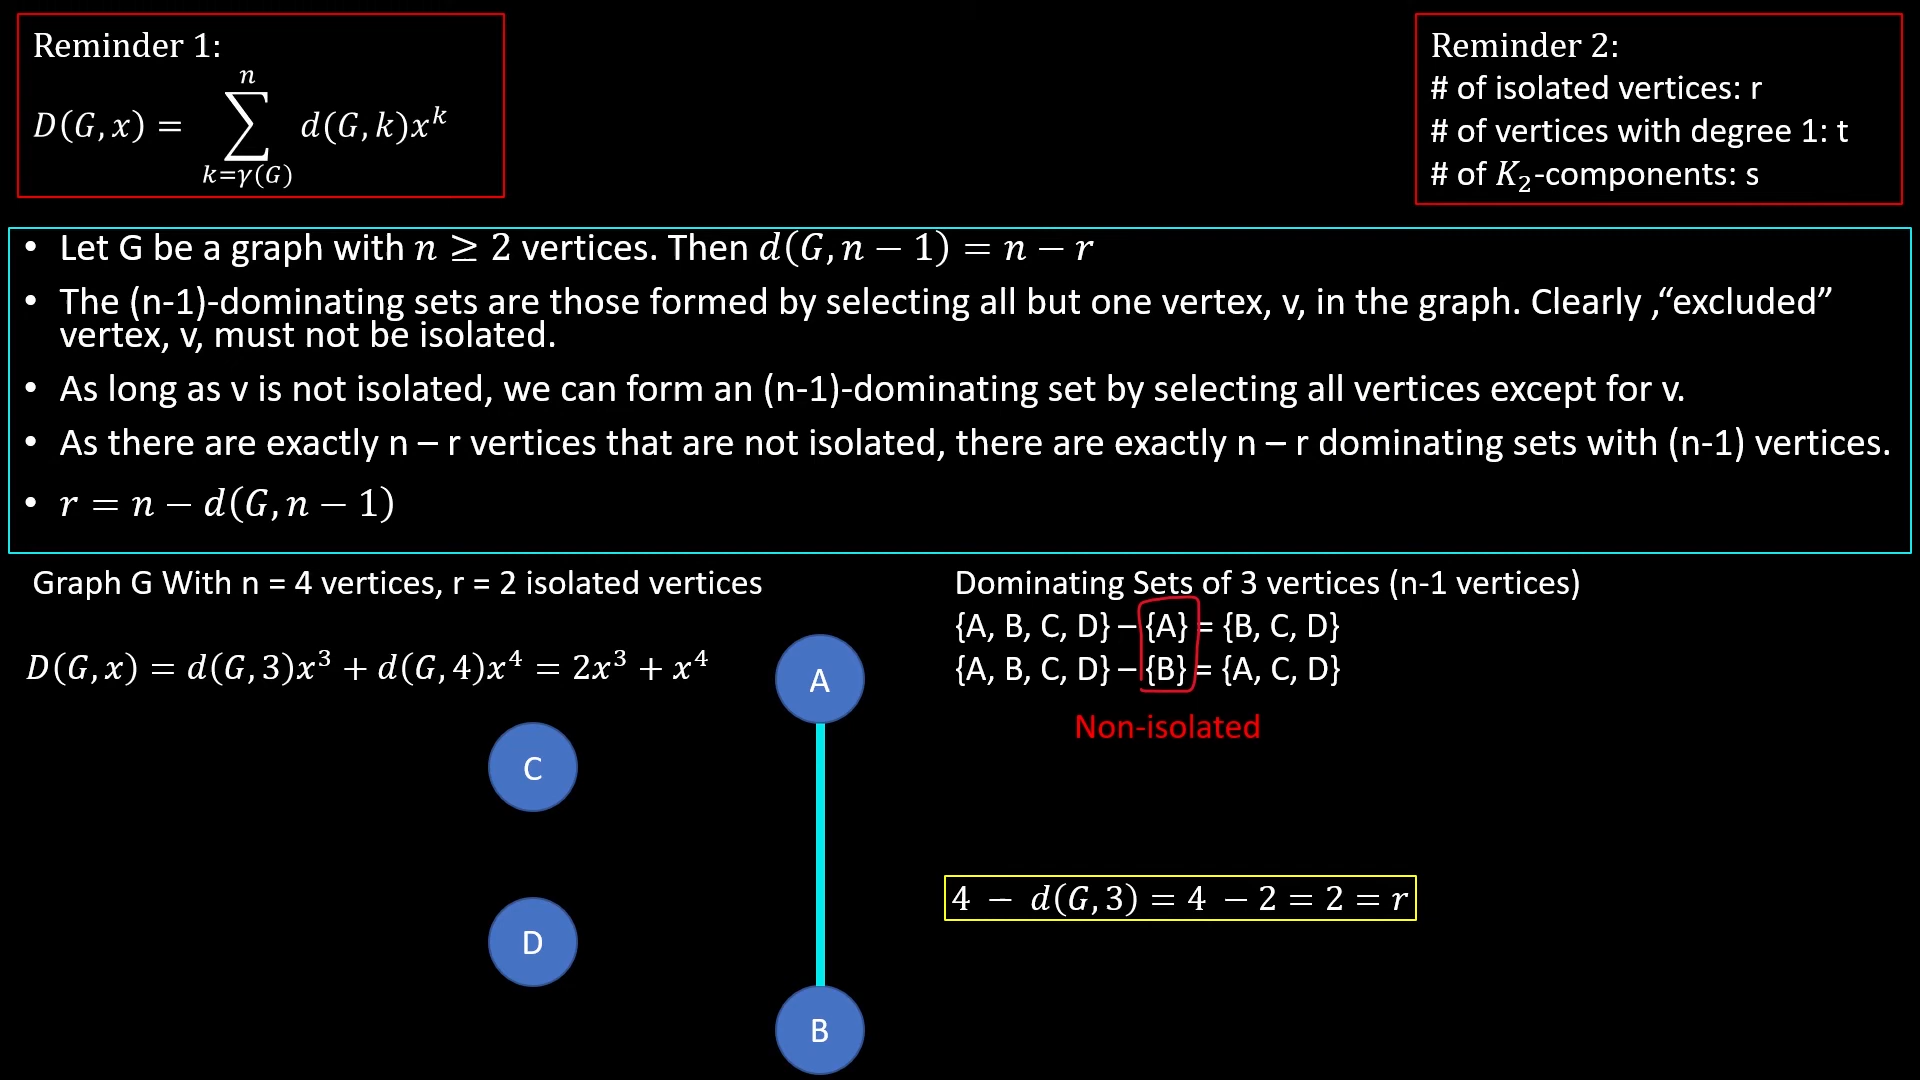 Reminder 1:
D(G, x) = \sum_{k=γ(G)}^{n} d(G, k)x^k
Reminder 2:
# of isolated vertices: r
# of vertices with degree 1: t
# of K₂-components: s
• Let G be a graph with n ≥ 2 vertices. Then d(G, n − 1) = n − r
• The (n-1)-dominating sets are those formed by selecting all but one vertex, v, in the graph. Clearly ,“excluded”
vertex, v, must not be isolated.
• As long as v is not isolated, we can form an (n-1)-dominating set by selecting all vertices except for v.
• As there are exactly n – r vertices that are not isolated, there are exactly n – r dominating sets with (n-1) vertices.
• r = n − d(G, n − 1)
Graph G With n = 4 vertices, r = 2 isolated vertices
D(G, x) = d(G, 3)x³ + d(G, 4)x⁴ = 2x³ + x⁴
A
C
D
B
Dominating Sets of 3 vertices (n-1 vertices)
{A, B, C, D} – {A} = {B, C, D}
{A, B, C, D} – {B} = {A, C, D}
Non-isolated
4 − d(G, 3) = 4 − 2 = 2 = r